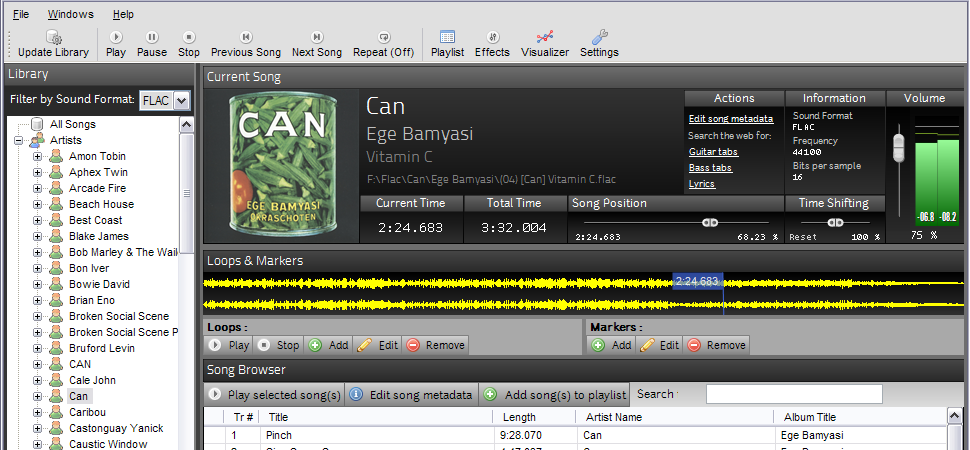 File Windows Help
Update Library Play Pause Stop Previous Song Next Song Repeat (Off) Playlist Effects Visualizer Settings
Library
Filter by Sound Format: FLAC
All Songs
Artists
Amon Tobin
Aphex Twin
Arcade Fire
Beach House
Best Coast
Blake James
Bob Marley & The Wail
Bon Iver
Bowie David
Brian Eno
Broken Social Scene
Broken Social Scene P
Bruford Levin
CAN
Cale John
Can
Caribou
Castonguay Yanick
Caustic Window
Current Song
CAN
EGE BAMYASI
OKRASCHOTEN
Can
Ege Bamyasi
Vitamin C
F:\Flac\Can\Ege Bamyasi\(04) [Can] Vitamin C.flac
Actions
Edit song metadata
Search the web for:
Guitar tabs
Bass tabs
Lyrics
Information
Sound Format
FLAC
Frequency
44100
Bits per sample
16
Volume
-06.8 -08.2
75 %
Current Time
2:24.683
Total Time
3:32.004
Song Position
2:24.683 68.23 %
Time Shifting
Reset 100 %
Loops & Markers
2:24.683
Loops :
Play Stop Add Edit Remove
Markers :
Add Edit Remove
Song Browser
Play selected song(s) Edit song metadata Add song(s) to playlist Search
Tr # Title Length Artist Name Album Title
1 Pinch 9:28.070 Can Ege Bamyasi